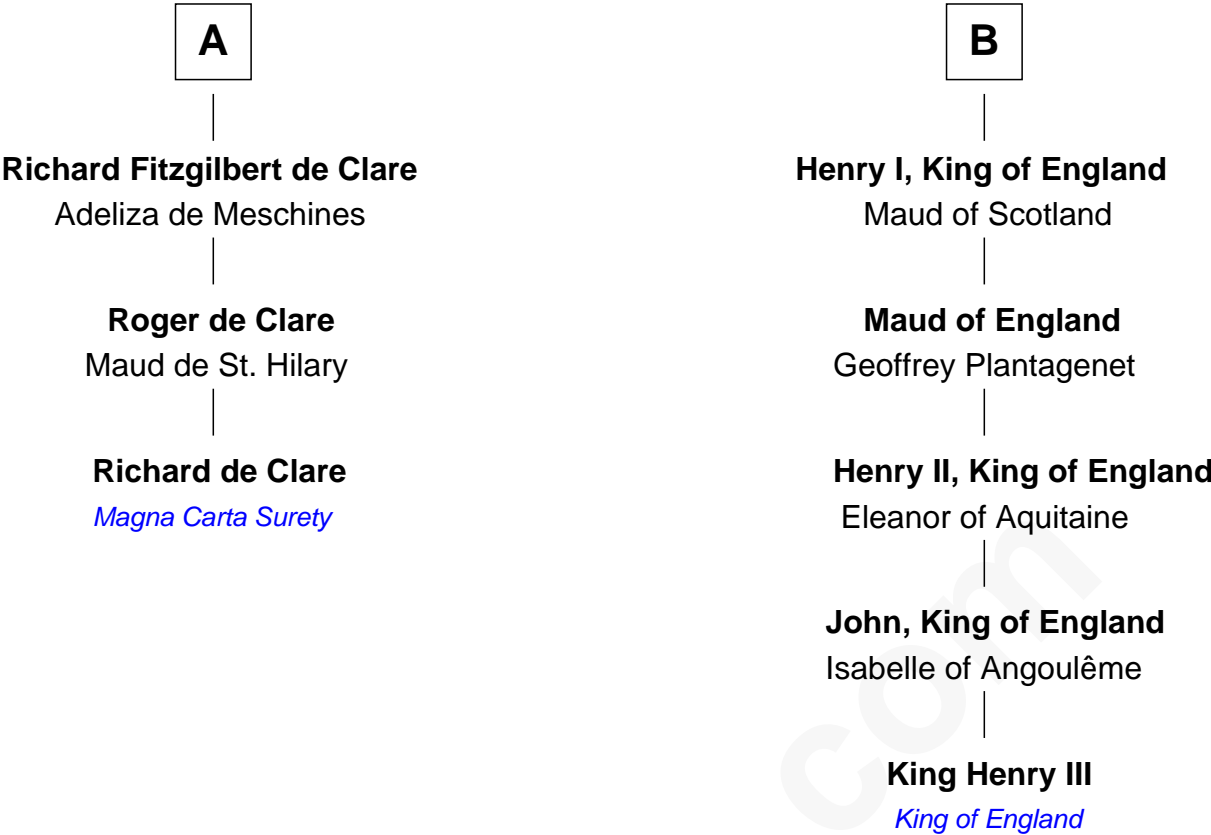 A
Richard Fitzgilbert de Clare
Adeliza de Meschines
Roger de Clare
Maud de St. Hilary
Richard de Clare
Magna Carta Surety
B
Henry I, King of England
Maud of Scotland
Maud of England
Geoffrey Plantagenet
Henry II, King of England
Eleanor of Aquitaine
John, King of England
Isabelle of Angoulême
King Henry III
King of England
com